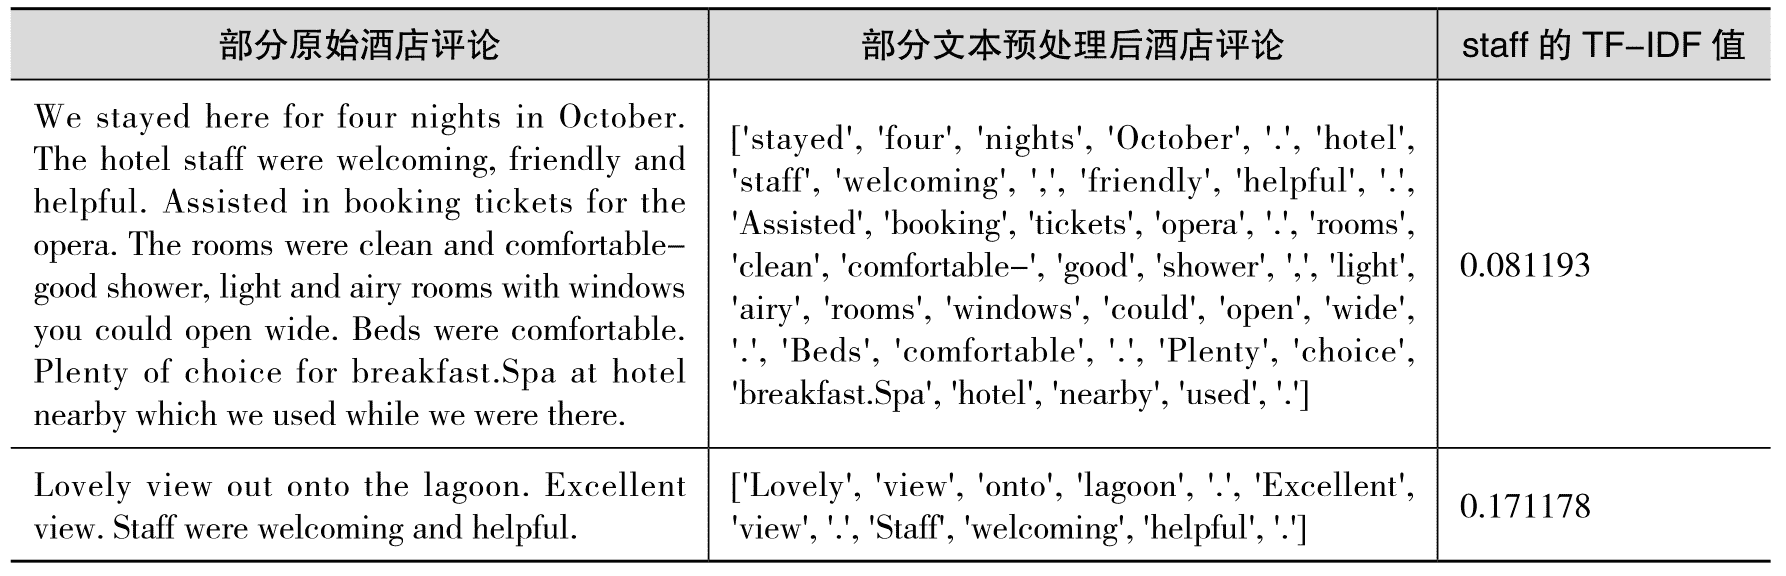 部分原始酒店评论
部分文本预处理后酒店评论
staff 的 TF–IDF 值
We stayed here for four nights in October.
The hotel staff were welcoming, friendly and
helpful. Assisted in booking tickets for the
opera. The rooms were clean and comfortable–
good shower, light and airy rooms with windows
you could open wide. Beds were comfortable.
Plenty of choice for breakfast.Spa at hotel
nearby which we used while we were there.
['stayed', 'four', 'nights', 'October', '.', 'hotel',
'staff', 'welcoming', ',', 'friendly', 'helpful', '.',
'Assisted', 'booking', 'tickets', 'opera', '.', 'rooms',
'clean', 'comfortable–', 'good', 'shower', ',', 'light',
'airy', 'rooms', 'windows', 'could', 'open', 'wide',
'.', 'Beds', 'comfortable', '.', 'Plenty', 'choice',
'breakfast.Spa', 'hotel', 'nearby', 'used', '.']
0.081193
Lovely view out onto the lagoon. Excellent
view. Staff were welcoming and helpful.
['Lovely', 'view', 'onto', 'lagoon', '.', 'Excellent',
'view', '.', 'Staff', 'welcoming', 'helpful', '.']
0.171178